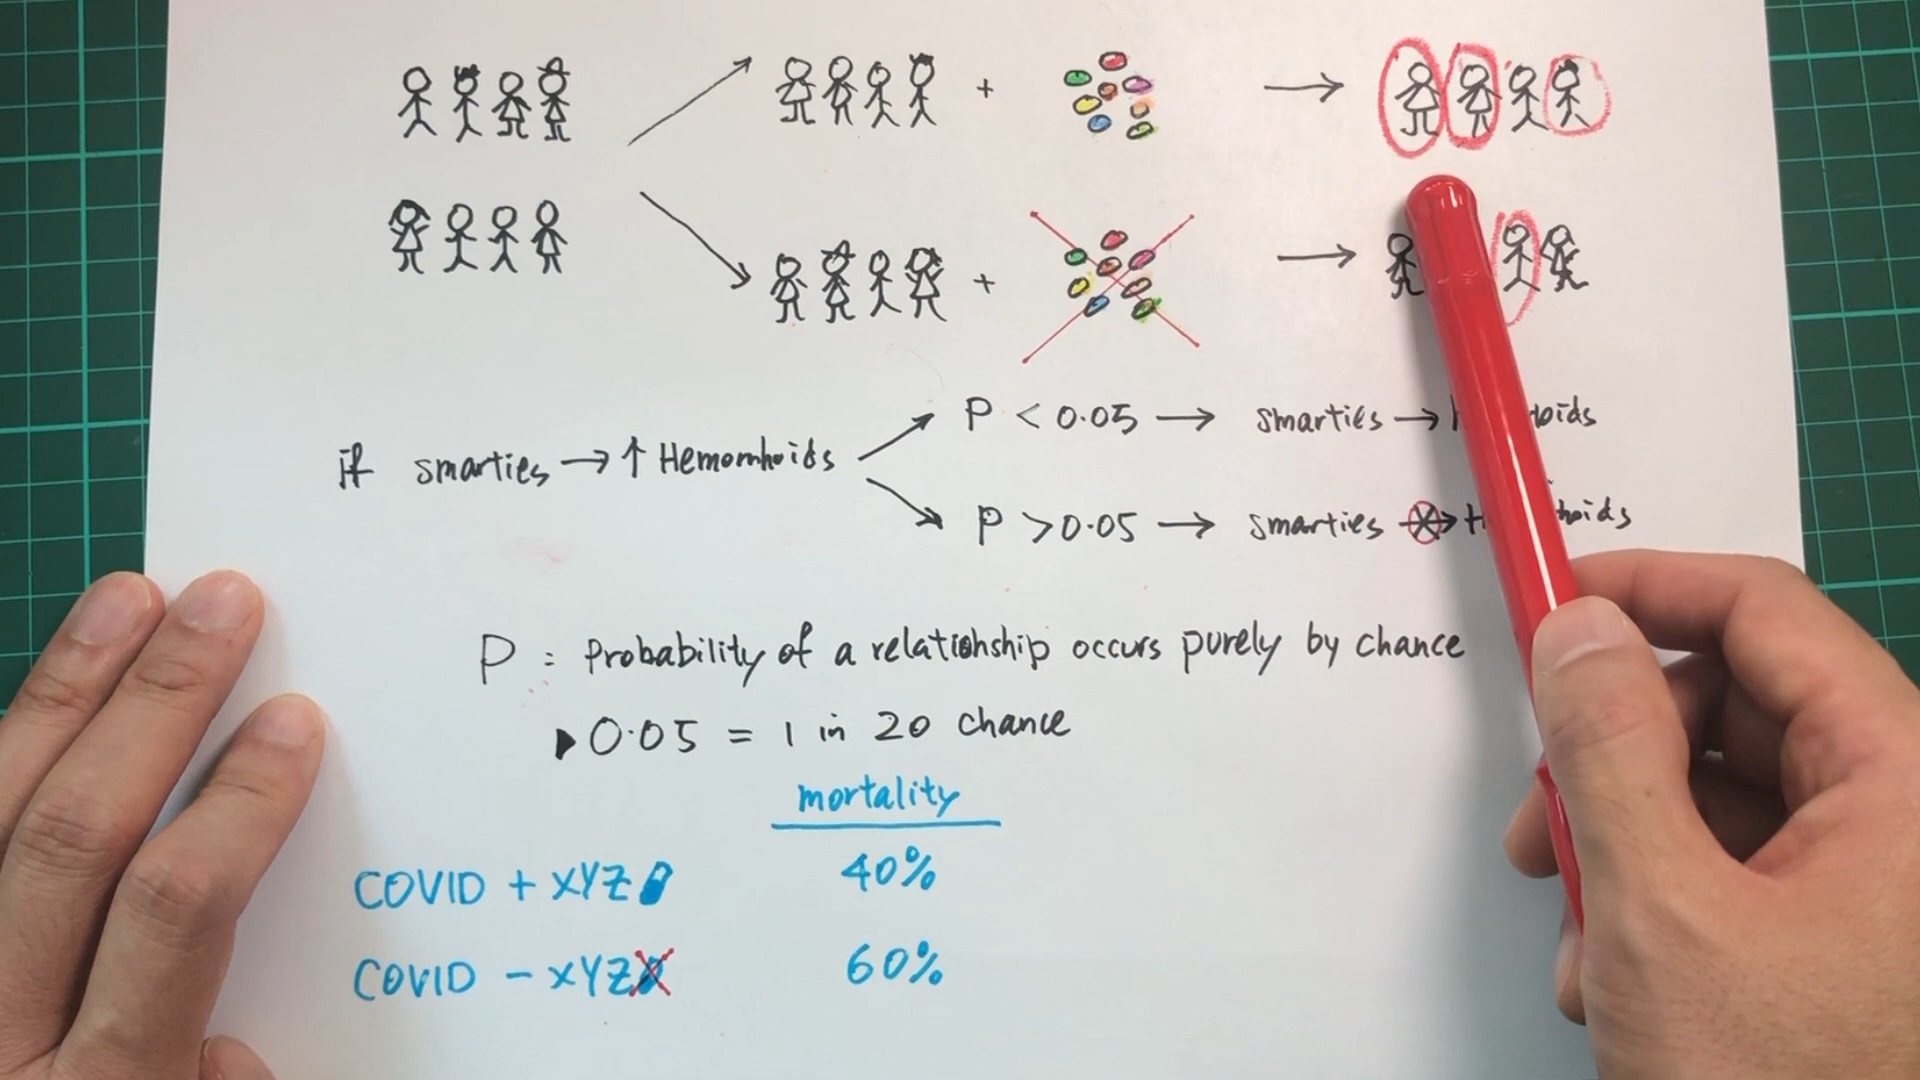 +
+
P < 0.05 → smarties →
if smarties → ↑ Hemorrhoids
P > 0.05 → smarties
P : Probability of a relationship occurs purely by chance
0.05 = 1 in 20 chance
mortality
COVID + XYZ 40%
COVID - XYZ 60%